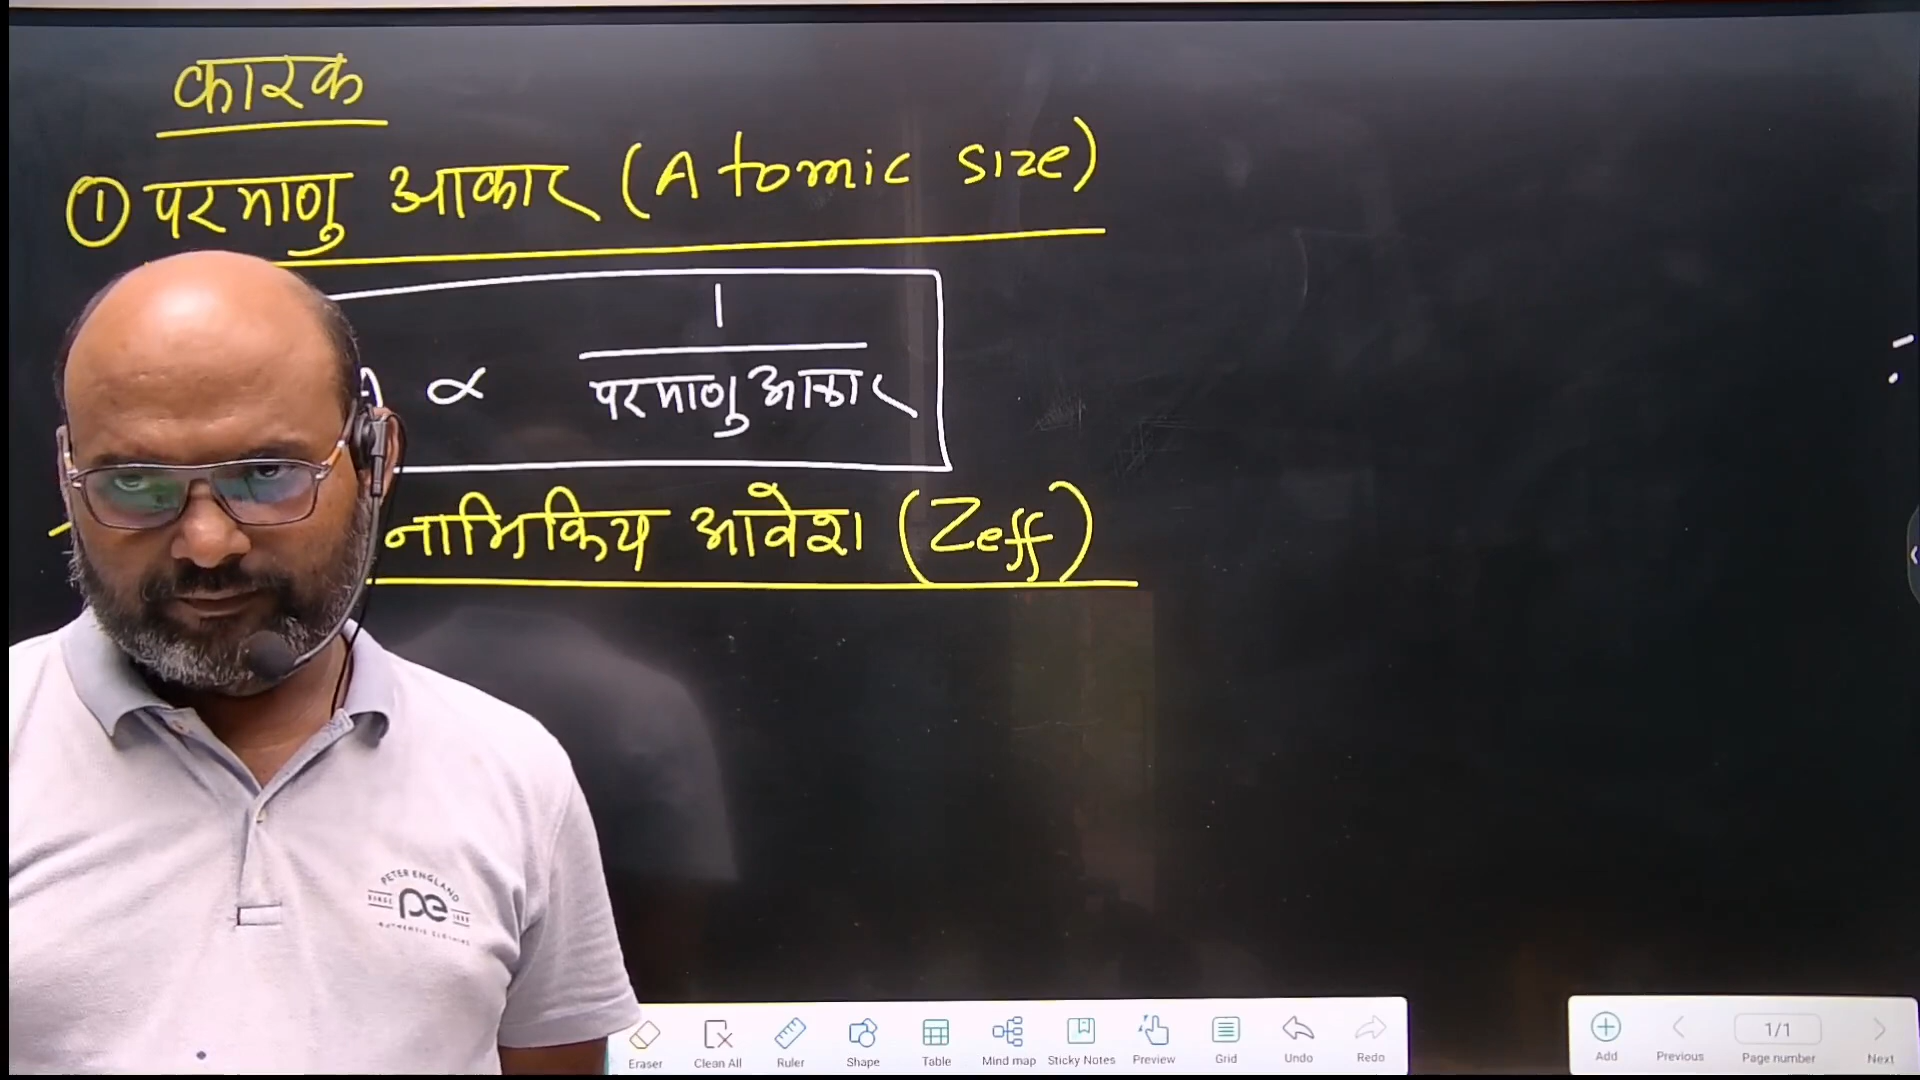 कारक
① परमाणु आकार (Atomic size)
∝ 1
परमाणु आकार
नाभिकिय आवेश (Zeff)
PETER ENGLAND
pe
Eraser
Clean All
Ruler
Shape
Table
Mind map
Sticky Notes
Preview
Grid
Undo
Redo
Add
Previous
1/1
Page number
Next